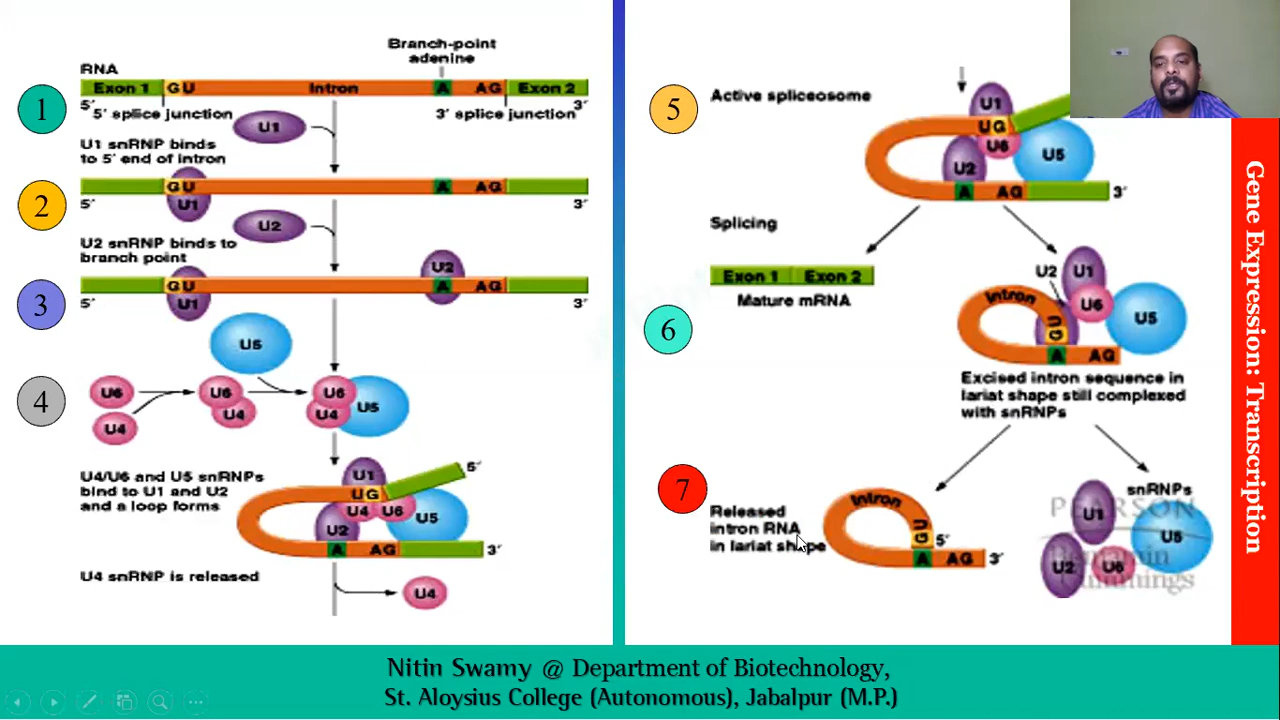 Branch-point
adenine
RNA
Exon 1
GU
Intron
A
AG
Exon 2
5′
5′ splice junction
3′ splice junction
3′
1
U1
U1 snRNP binds
to 5′ end of intron
GU
A
AG
2
5′
U1
3′
U2
U2 snRNP binds to
branch point
U2
GU
A
AG
3
5′
U1
3′
U5
4
U6
U4
U6
U4
U6
U4
U5
U4/U6 and U5 snRNPs
bind to U1 and U2
and a loop forms
U1
5′
UG
U4
U6
U5
U2
A
AG
3′
U4 snRNP is released
U4
5
Active spliceosome
U1
UG
U6
U5
U2
A
AG
3′
Splicing
Exon 1
Exon 2
Mature mRNA
6
U2
U1
Intron
U6
U5
GU
A
AG
Excised intron sequence in
lariat shape still complexed
with snRNPs
7
Released
intron RNA
in lariat shape
Intron
GU
5′
A
AG
3′
snRNPs
PEARSON
U1
U5
U2
U6
Benjamin
Cummings
Gene Expression: Transcription
Nitin Swamy @ Department of Biotechnology,
St. Aloysius College (Autonomous), Jabalpur (M.P.)